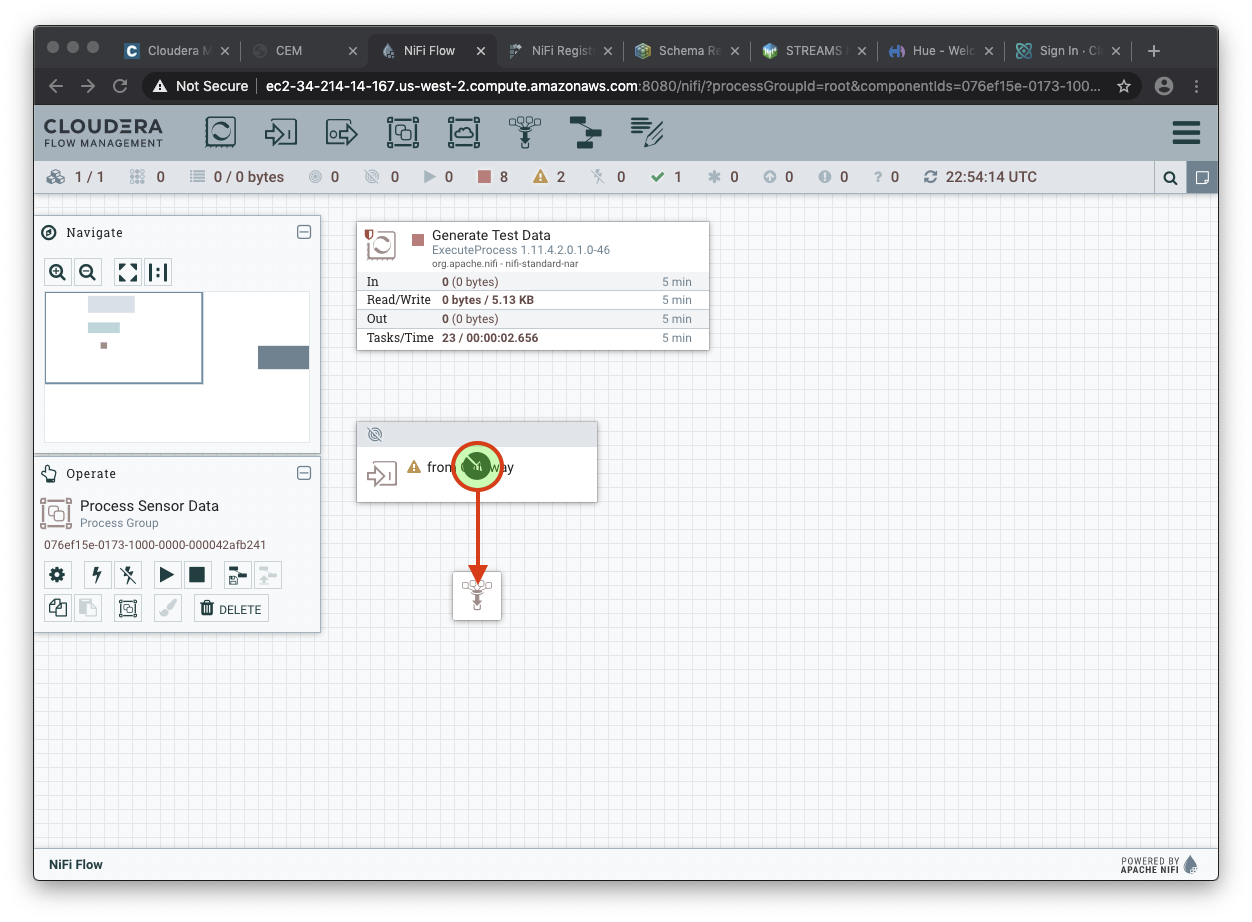 Cloudera M
CEM
NiFi Flow
NiFi Regist
Schema Re
STREAMS
Hue - Welc
Sign In · Cl
Not Secure
ec2-34-214-14-167.us-west-2.compute.amazonaws.com:8080/nifi/?processGroupId=root&componentIds=076ef15e-0173-100...
CLOUDERA
FLOW MANAGEMENT
1 / 1
0
0 / 0 bytes
0
0
0
8
2
0
1
0
0
0
? 0
22:54:14 UTC
Navigate
Operate
Process Sensor Data
Process Group
076ef15e-0173-1000-0000-000042afb241
DELETE
Generate Test Data
ExecuteProcess 1.11.4.2.0.1.0-46
org.apache.nifi - nifi-standard-nar
In 0 (0 bytes) 5 min
Read/Write 0 bytes / 5.13 KB 5 min
Out 0 (0 bytes) 5 min
Tasks/Time 23 / 00:00:02.656 5 min
from
NiFi Flow
POWERED BY
APACHE NIFI